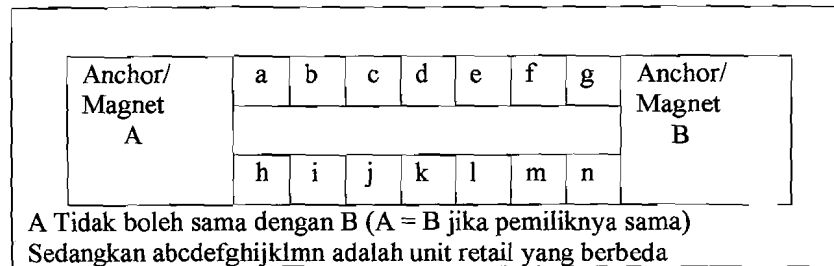 Anchor/ a b c d e f g Anchor/
Magnet Magnet
A B
h i j k l m n
A Tidak boleh sama dengan B (A = B jika pemiliknya sama)
Sedangkan abcdefghijklmn adalah unit retail yang berbeda